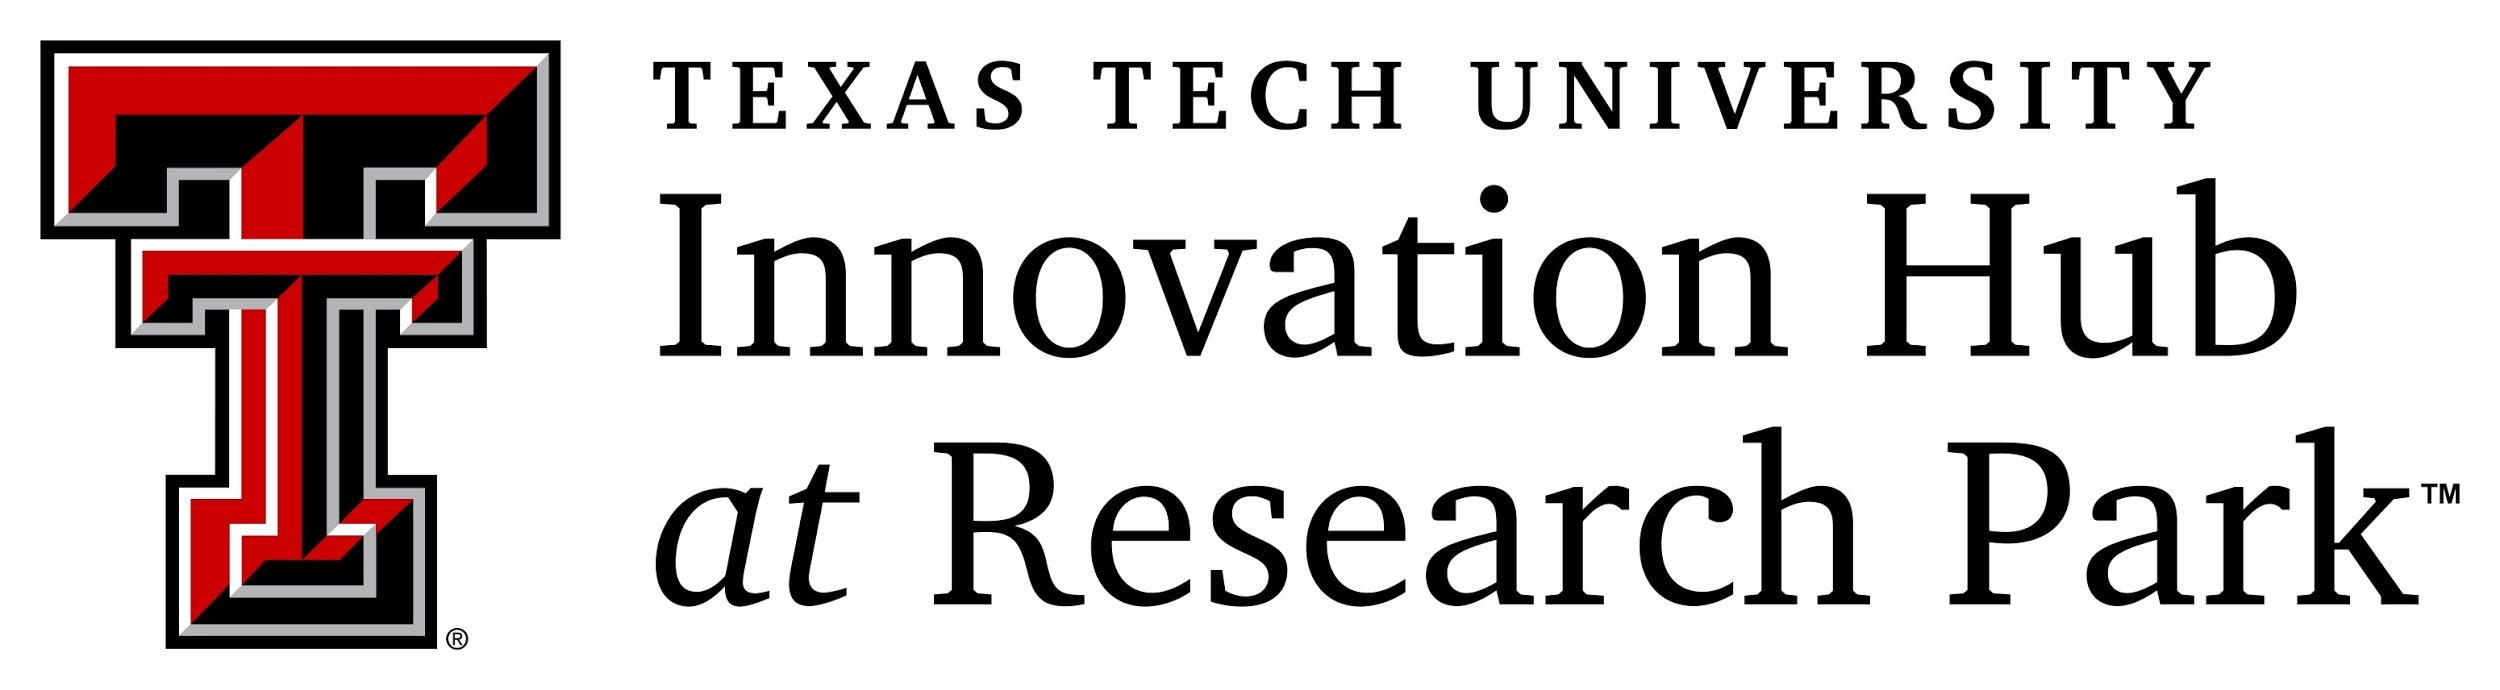 TEXAS TECH UNIVERSITY
Innovation Hub
at Research Park™
®